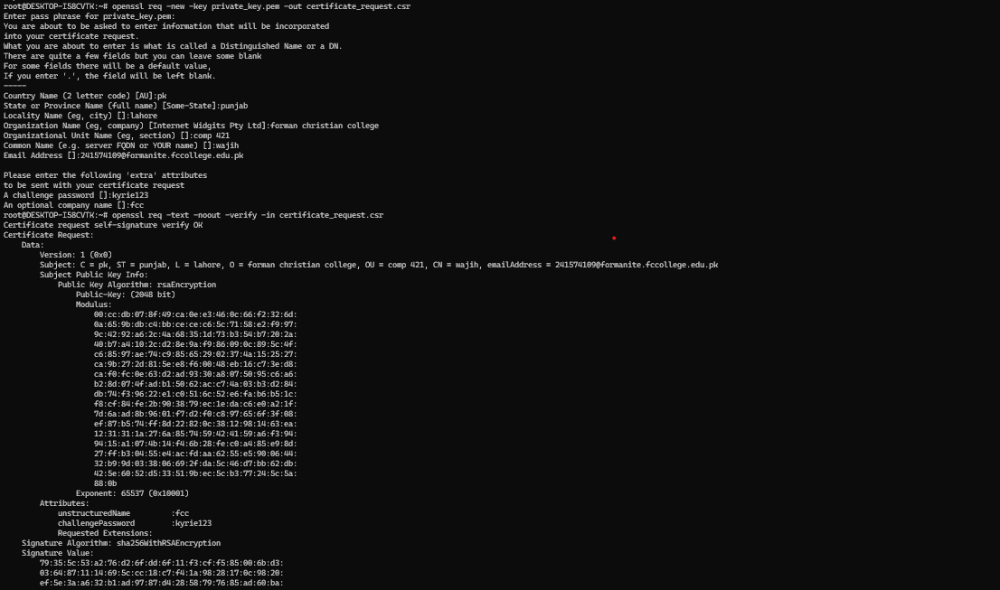 root@DESKTOP-I58CVTK:~# openssl req -new -key private_key.pem -out certificate_request.csr
Enter pass phrase for private_key.pem:
You are about to be asked to enter information that will be incorporated
into your certificate request.
What you are about to enter is what is called a Distinguished Name or a DN.
There are quite a few fields but you can leave some blank
For some fields there will be a default value,
If you enter '.', the field will be left blank.
-----
Country Name (2 letter code) [AU]:pk
State or Province Name (full name) [Some-State]:punjab
Locality Name (eg, city) []:lahore
Organization Name (eg, company) [Internet Widgits Pty Ltd]:forman christian college
Organizational Unit Name (eg, section) []:comp 421
Common Name (e.g. server FQDN or YOUR name) []:wajih
Email Address []:241574109@formanite.fccollege.edu.pk

Please enter the following 'extra' attributes
to be sent with your certificate request
A challenge password []:kyrie123
An optional company name []:fcc
root@DESKTOP-I58CVTK:~# openssl req -text -noout -verify -in certificate_request.csr
Certificate request self-signature verify OK
Certificate Request:
    Data:
        Version: 1 (0x0)
        Subject: C = pk, ST = punjab, L = lahore, O = forman christian college, OU = comp 421, CN = wajih, emailAddress = 241574109@formanite.fccollege.edu.pk
        Subject Public Key Info:
            Public Key Algorithm: rsaEncryption
                Public-Key: (2048 bit)
                Modulus:
                    00:cc:db:07:8f:49:ca:0e:e3:46:0c:66:f2:32:6d:
                    0a:65:9b:db:c4:bb:ce:ce:c6:5c:71:58:e2:f9:97:
                    9c:42:92:a6:2c:4a:68:35:1d:73:b3:54:b7:20:2a:
                    40:b7:a4:10:2c:d2:8e:9a:f9:86:09:0c:89:5c:4f:
                    c6:85:97:ae:74:c9:85:65:29:02:37:4a:15:25:27:
                    ca:9b:27:2d:81:5e:e8:f6:00:48:eb:16:c7:3e:d8:
                    ca:f0:fc:0e:63:d2:ad:93:30:a8:07:50:95:c6:a6:
                    b2:8d:07:4f:ad:b1:50:62:ac:c7:4a:03:b3:d2:84:
                    db:74:f3:96:22:e1:c0:51:6c:52:e6:fa:b6:b5:1c:
                    f8:cf:84:fe:2b:90:38:79:ec:1e:da:c6:e0:a2:1f:
                    7d:6a:ad:8b:96:01:f7:d2:f0:c8:97:65:6f:3f:08:
                    ef:87:b5:74:ff:8d:22:82:0c:38:12:98:14:63:ea:
                    12:31:31:1a:27:6a:85:74:59:42:41:59:a6:f3:94:
                    94:15:a1:07:4b:14:f4:6b:28:fe:c0:a4:85:e9:8d:
                    27:ff:b3:04:55:e4:ac:fd:aa:62:55:e5:90:06:44:
                    32:b9:9d:03:38:06:69:2f:da:5c:46:d7:bb:62:db:
                    42:5e:60:52:d5:33:51:9b:ec:5c:b3:77:24:5c:5a:
                    88:0b
                Exponent: 65537 (0x10001)
        Attributes:
            unstructuredName         :fcc
            challengePassword        :kyrie123
            Requested Extensions:
    Signature Algorithm: sha256WithRSAEncryption
    Signature Value:
        79:35:5c:53:a2:76:d2:6f:dd:6f:11:f3:cf:f5:85:00:6b:d3:
        03:64:87:11:14:69:5c:cc:18:c7:f4:1a:98:28:17:0c:98:20:
        ef:5e:3a:a6:32:b1:ad:97:87:d4:28:58:79:76:85:ad:60:ba: